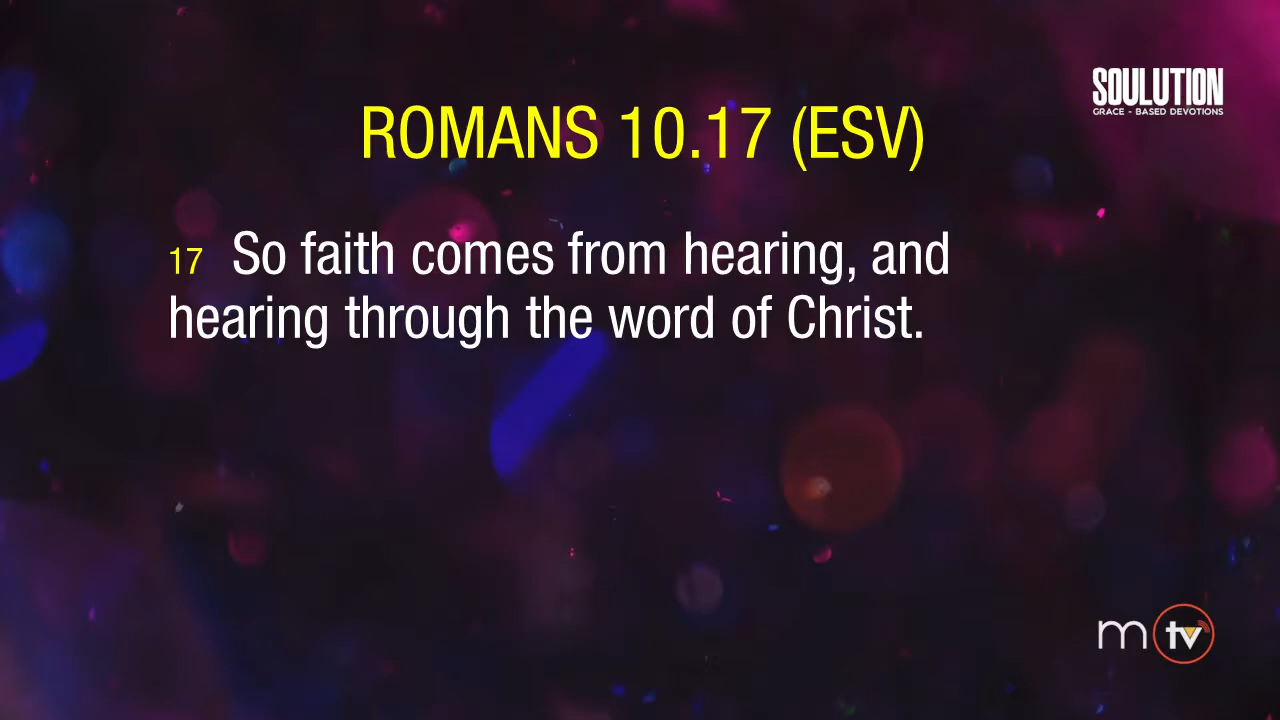 SOULUTION
GRACE - BASED DEVOTIONS
ROMANS 10.17 (ESV)
17 So faith comes from hearing, and
hearing through the word of Christ.
m tv